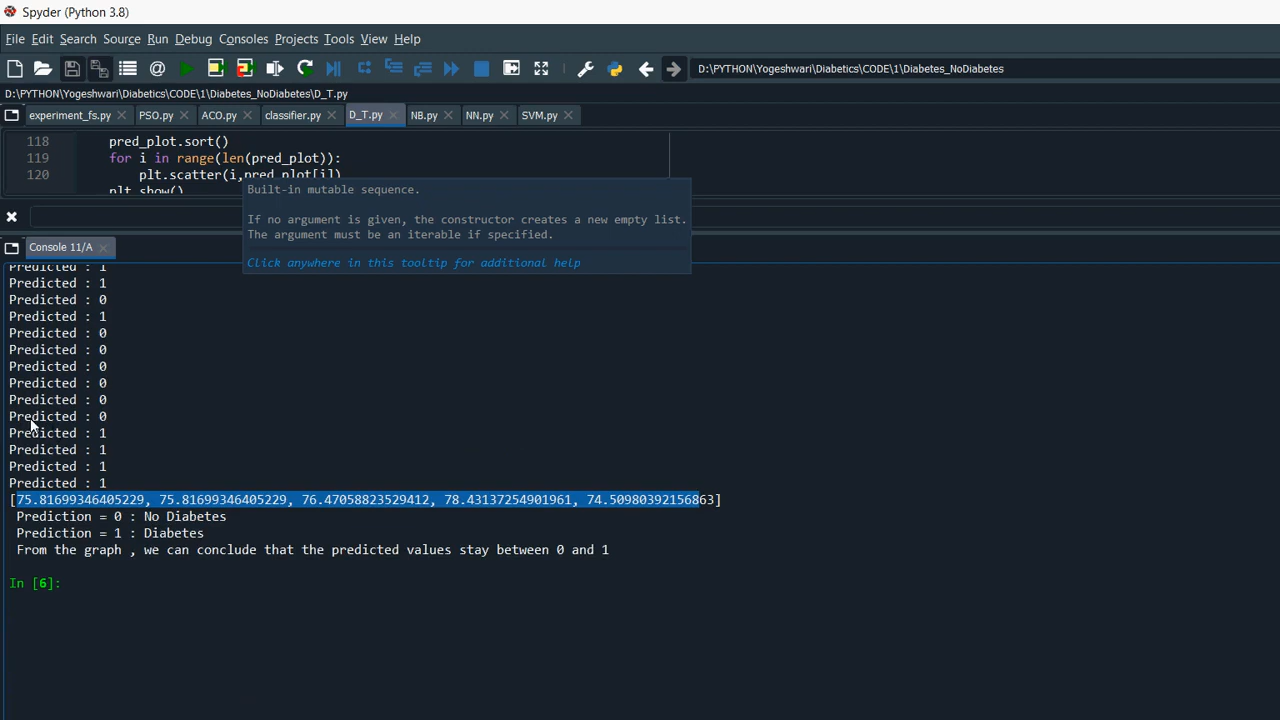 Spyder (Python 3.8)
File Edit Search Source Run Debug Consoles Projects Tools View Help
D:\PYTHON\Yogeshwari\Diabetics\CODE\1\Diabetes_NoDiabetes
D:\PYTHON\Yogeshwari\Diabetics\CODE\1\Diabetes_NoDiabetes\D_T.py
experiment_fs.py PSO.py ACO.py classifier.py D_T.py NB.py NN.py SVM.py
118 pred_plot.sort()
119 for i in range(len(pred_plot)):
120 plt.scatter(i,pred_plot[i])
plt.show()
Built-in mutable sequence.
If no argument is given, the constructor creates a new empty list.
The argument must be an iterable if specified.
Click anywhere in this tooltip for additional help
Console 11/A
Predicted : 1
Predicted : 1
Predicted : 0
Predicted : 1
Predicted : 0
Predicted : 0
Predicted : 0
Predicted : 0
Predicted : 0
Predicted : 0
Predicted : 1
Predicted : 1
Predicted : 1
Predicted : 1
[75.81699346405229, 75.81699346405229, 76.47058823529412, 78.43137254901961, 74.50980392156863]
Prediction = 0 : No Diabetes
Prediction = 1 : Diabetes
From the graph , we can conclude that the predicted values stay between 0 and 1
In [6]: